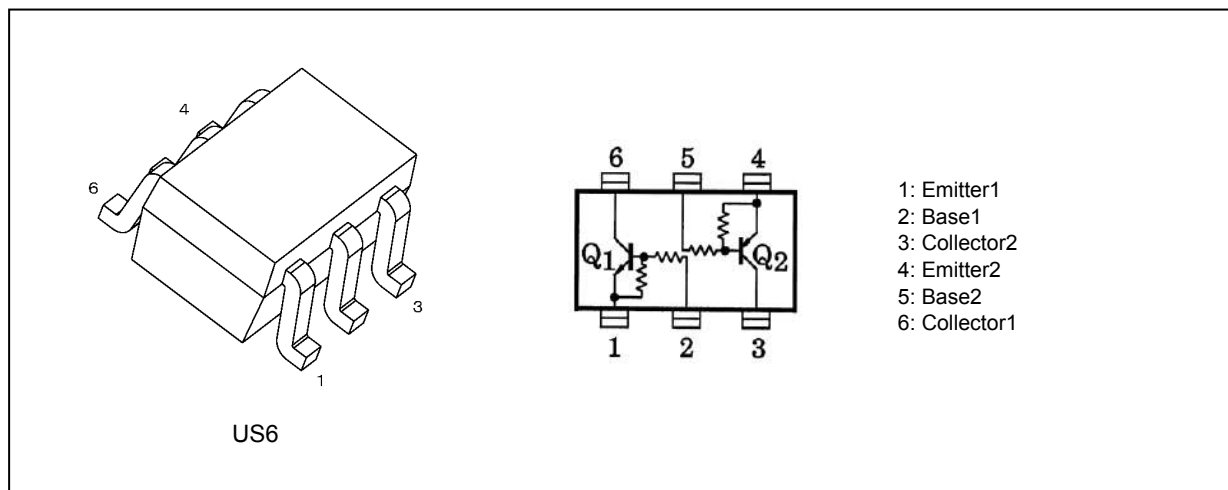 4
6
3
1
US6
6 5 4
Q1 Q2
1 2 3
1: Emitter1
2: Base1
3: Collector2
4: Emitter2
5: Base2
6: Collector1